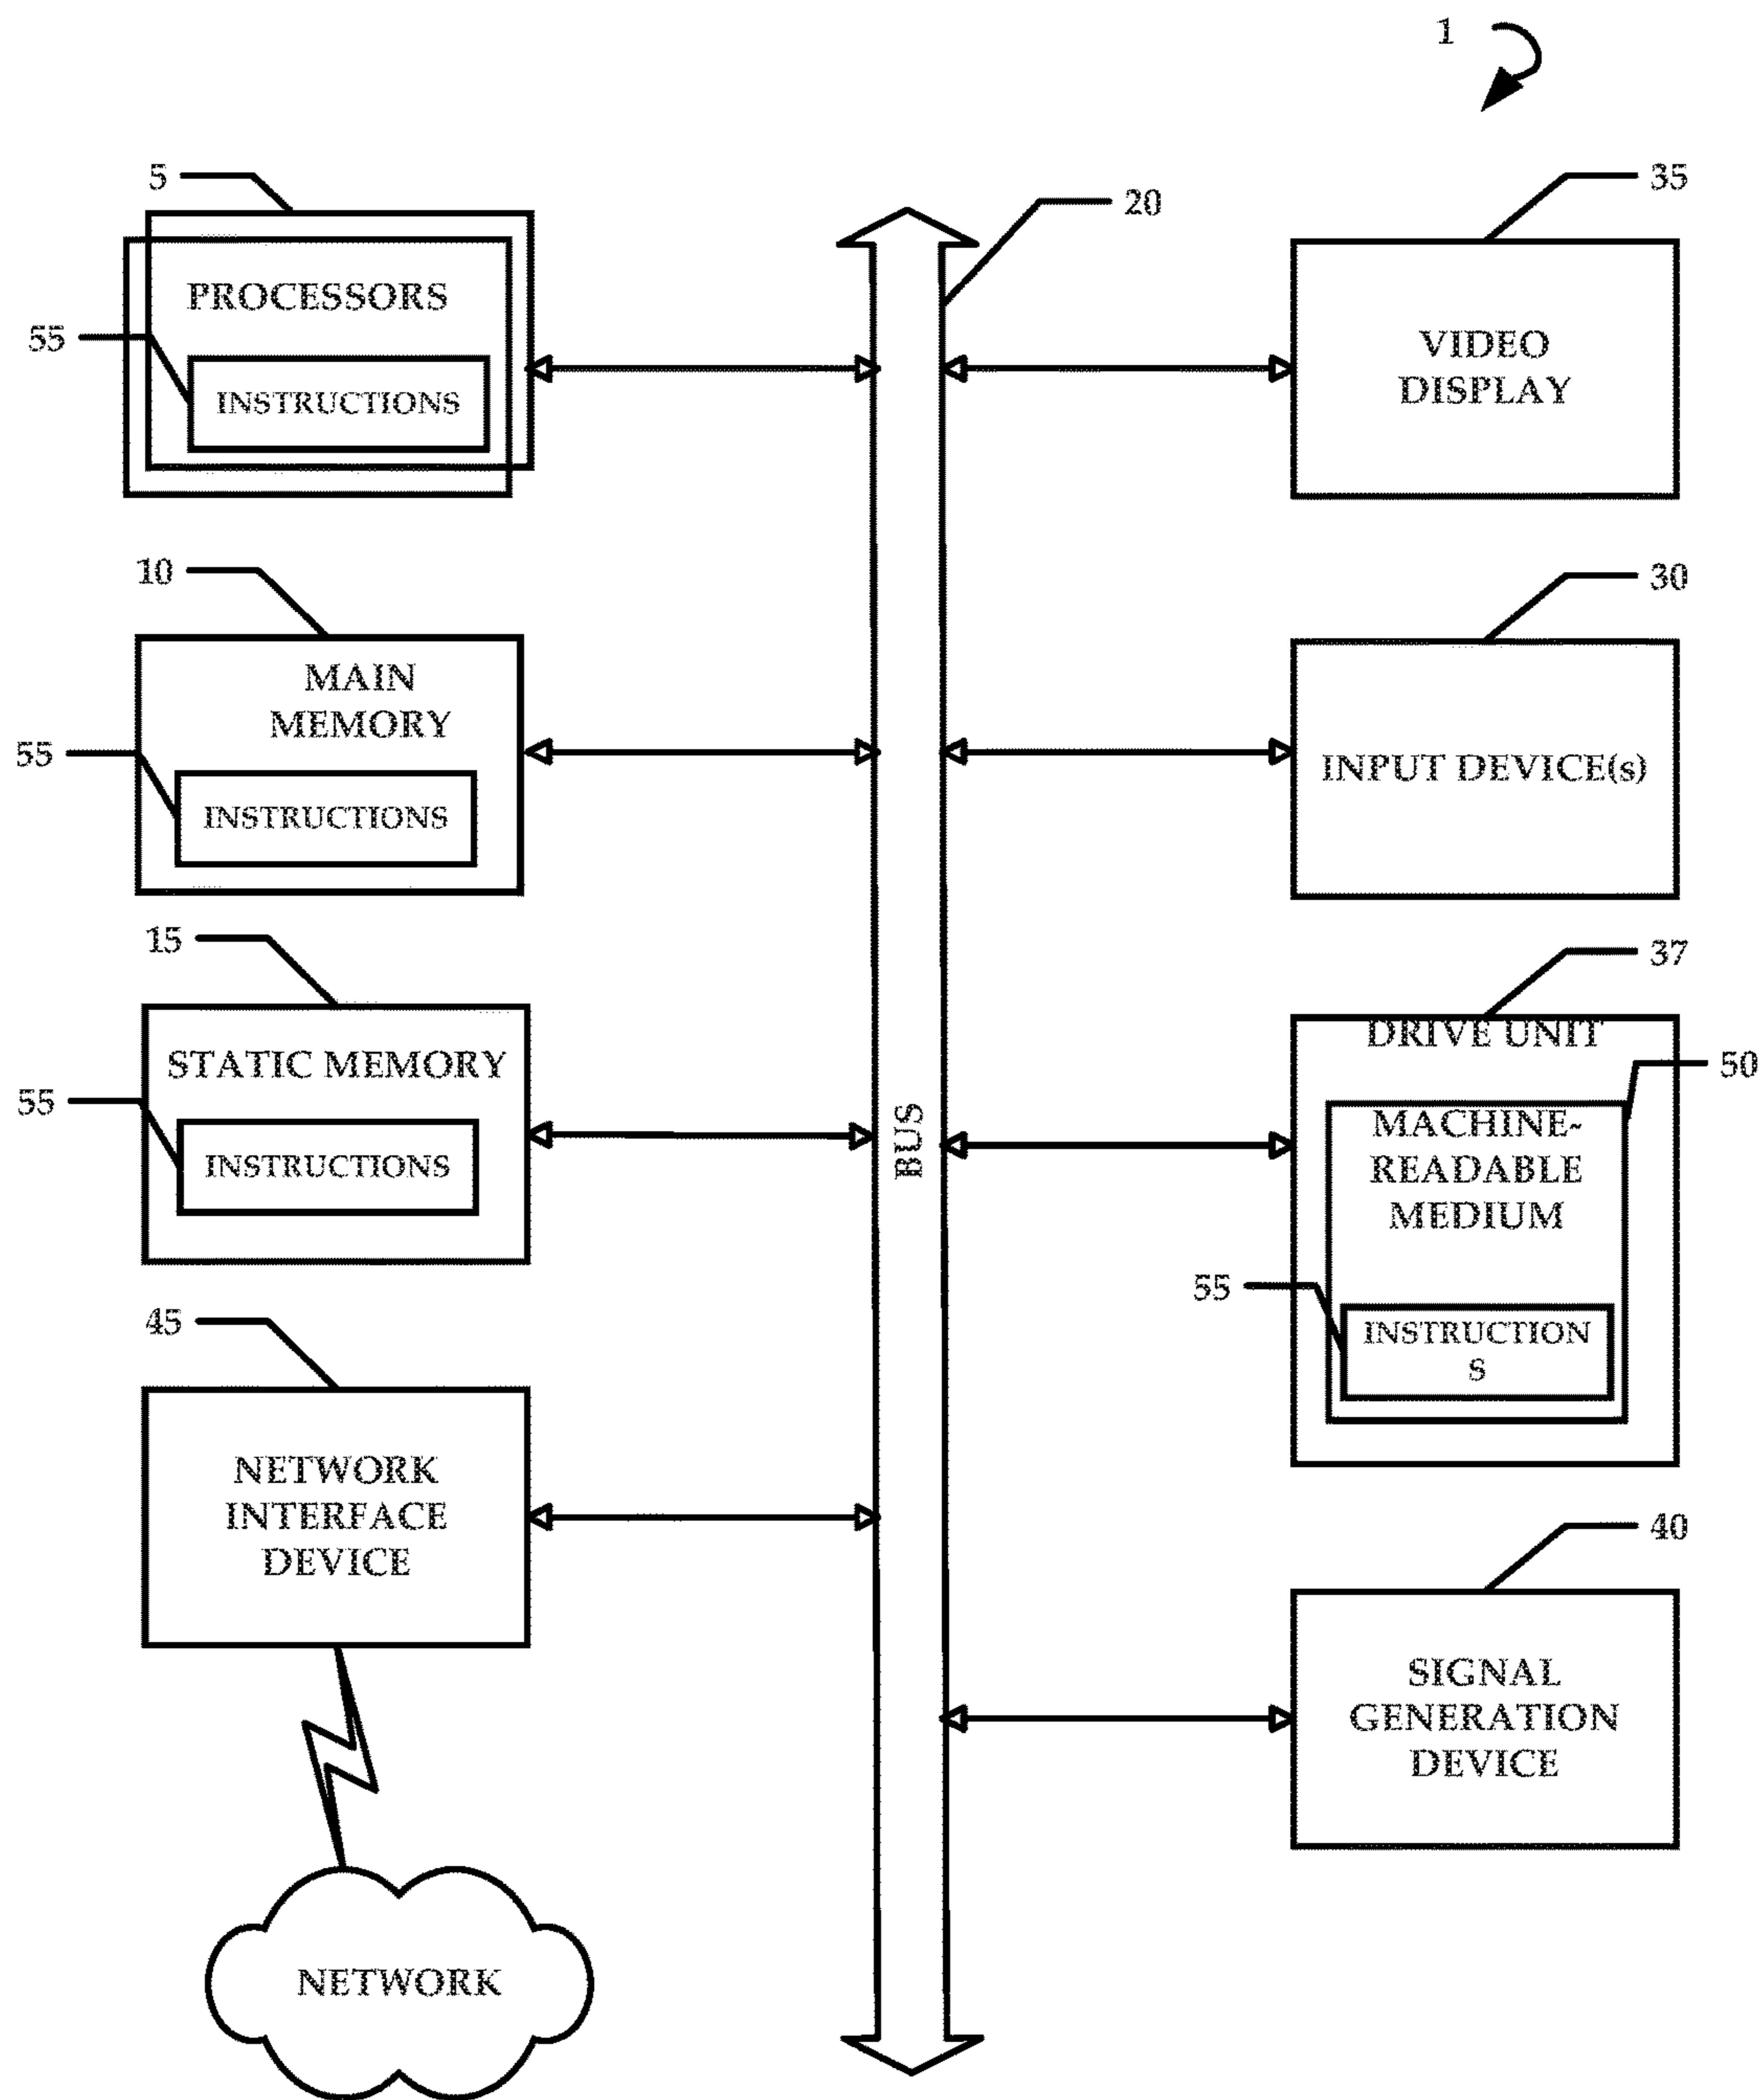 1
5
20
35
PROCESSORS
55
INSTRUCTIONS
VIDEO
DISPLAY
10
30
MAIN
MEMORY
55
INSTRUCTIONS
INPUT DEVICE(s)
15
37
STATIC MEMORY
55
INSTRUCTIONS
BUS
DRIVE UNIT
50
MACHINE-
READABLE
MEDIUM
55
INSTRUCTION
S
45
NETWORK
INTERFACE
DEVICE
40
SIGNAL
GENERATION
DEVICE
NETWORK